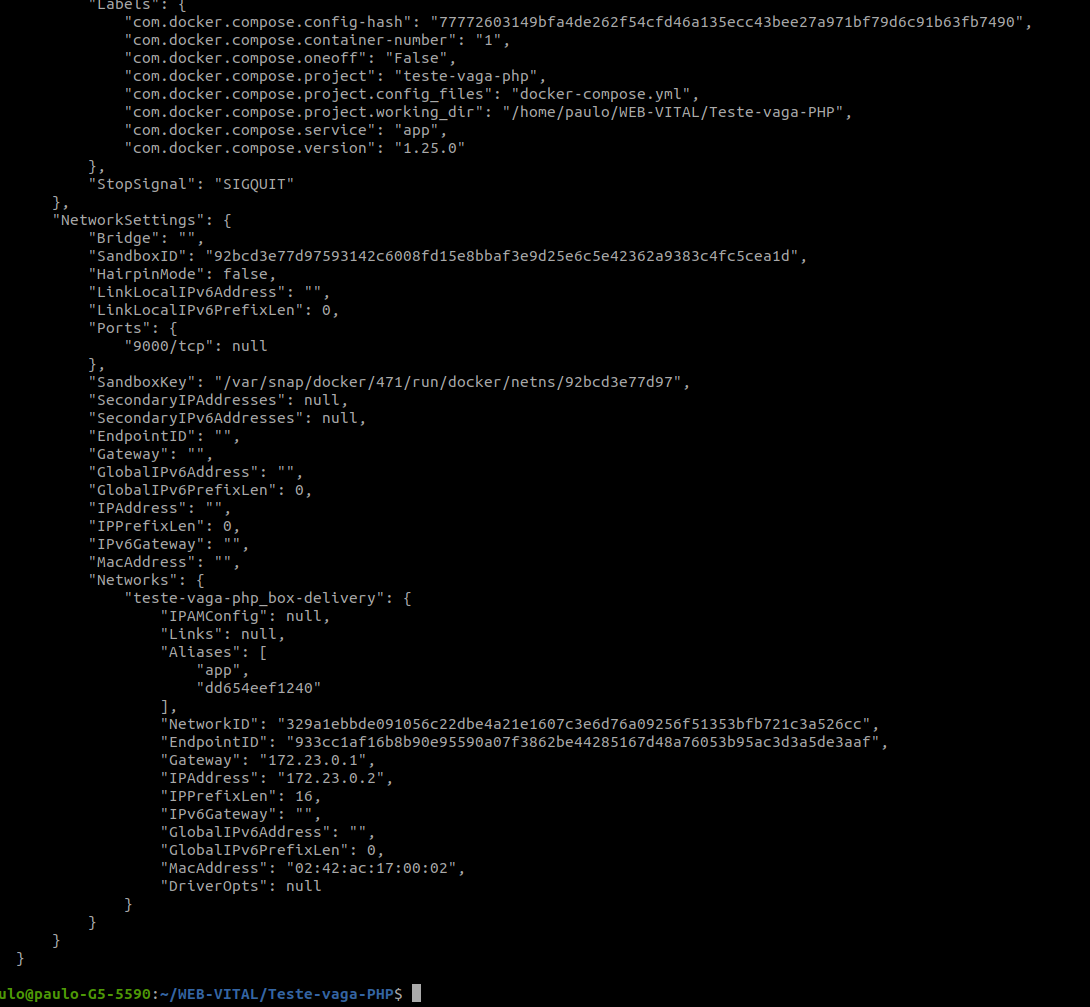 "Labels": {
"com.docker.compose.config-hash": "77772603149bfa4de262f54cfd46a135ecc43bee27a971bf79d6c91b63fb7490",
"com.docker.compose.container-number": "1",
"com.docker.compose.oneoff": "False",
"com.docker.compose.project": "teste-vaga-php",
"com.docker.compose.project.config_files": "docker-compose.yml",
"com.docker.compose.project.working_dir": "/home/paulo/WEB-VITAL/Teste-vaga-PHP",
"com.docker.compose.service": "app",
"com.docker.compose.version": "1.25.0"
},
"StopSignal": "SIGQUIT"
},
"NetworkSettings": {
"Bridge": "",
"SandboxID": "92bcd3e77d97593142c6008fd15e8bbaf3e9d25e6c5e42362a9383c4fc5cea1d",
"HairpinMode": false,
"LinkLocalIPv6Address": "",
"LinkLocalIPv6PrefixLen": 0,
"Ports": {
"9000/tcp": null
},
"SandboxKey": "/var/snap/docker/471/run/docker/netns/92bcd3e77d97",
"SecondaryIPAddresses": null,
"SecondaryIPv6Addresses": null,
"EndpointID": "",
"Gateway": "",
"GlobalIPv6Address": "",
"GlobalIPv6PrefixLen": 0,
"IPAddress": "",
"IPPrefixLen": 0,
"IPv6Gateway": "",
"MacAddress": "",
"Networks": {
"teste-vaga-php_box-delivery": {
"IPAMConfig": null,
"Links": null,
"Aliases": [
"app",
"dd654eef1240"
],
"NetworkID": "329a1ebbde091056c22dbe4a21e1607c3e6d76a09256f51353bfb721c3a526cc",
"EndpointID": "933cc1af16b8b90e95590a07f3862be44285167d48a76053b95ac3d3a5de3aaf",
"Gateway": "172.23.0.1",
"IPAddress": "172.23.0.2",
"IPPrefixLen": 16,
"IPv6Gateway": "",
"GlobalIPv6Address": "",
"GlobalIPv6PrefixLen": 0,
"MacAddress": "02:42:ac:17:00:02",
"DriverOpts": null
}
}
}
}
ulo@paulo-G5-5590:~/WEB-VITAL/Teste-vaga-PHP$